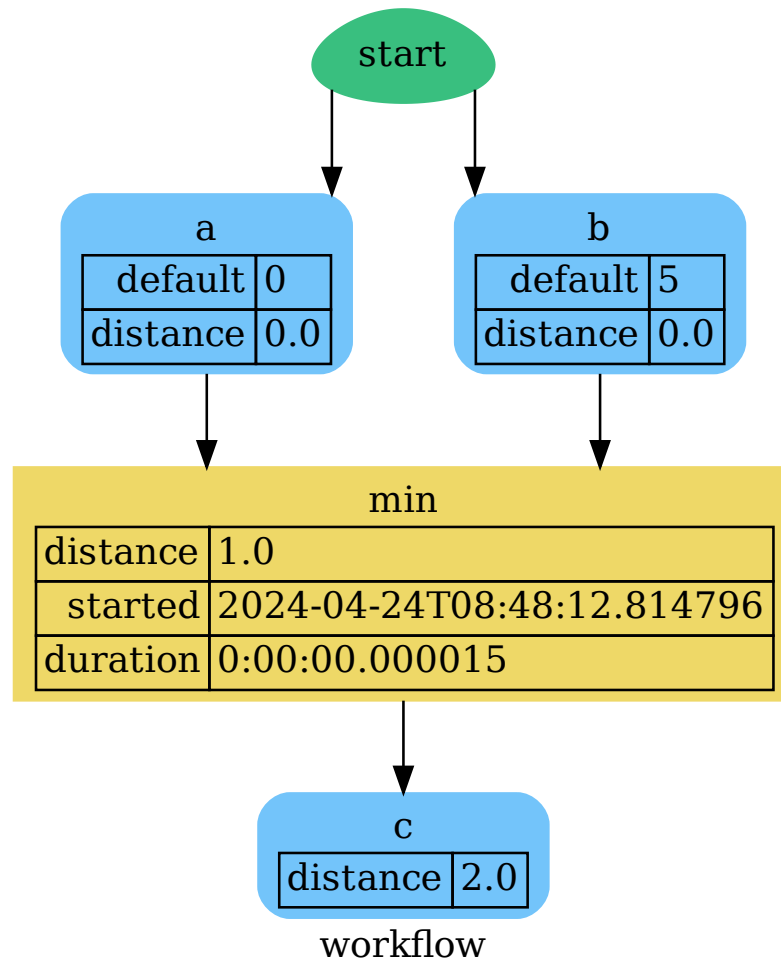 start
a
default 0
distance 0.0
b
default 5
distance 0.0
min
distance 1.0
started 2024-04-24T08:48:12.814796
duration 0:00:00.000015
c
distance 2.0
workflow